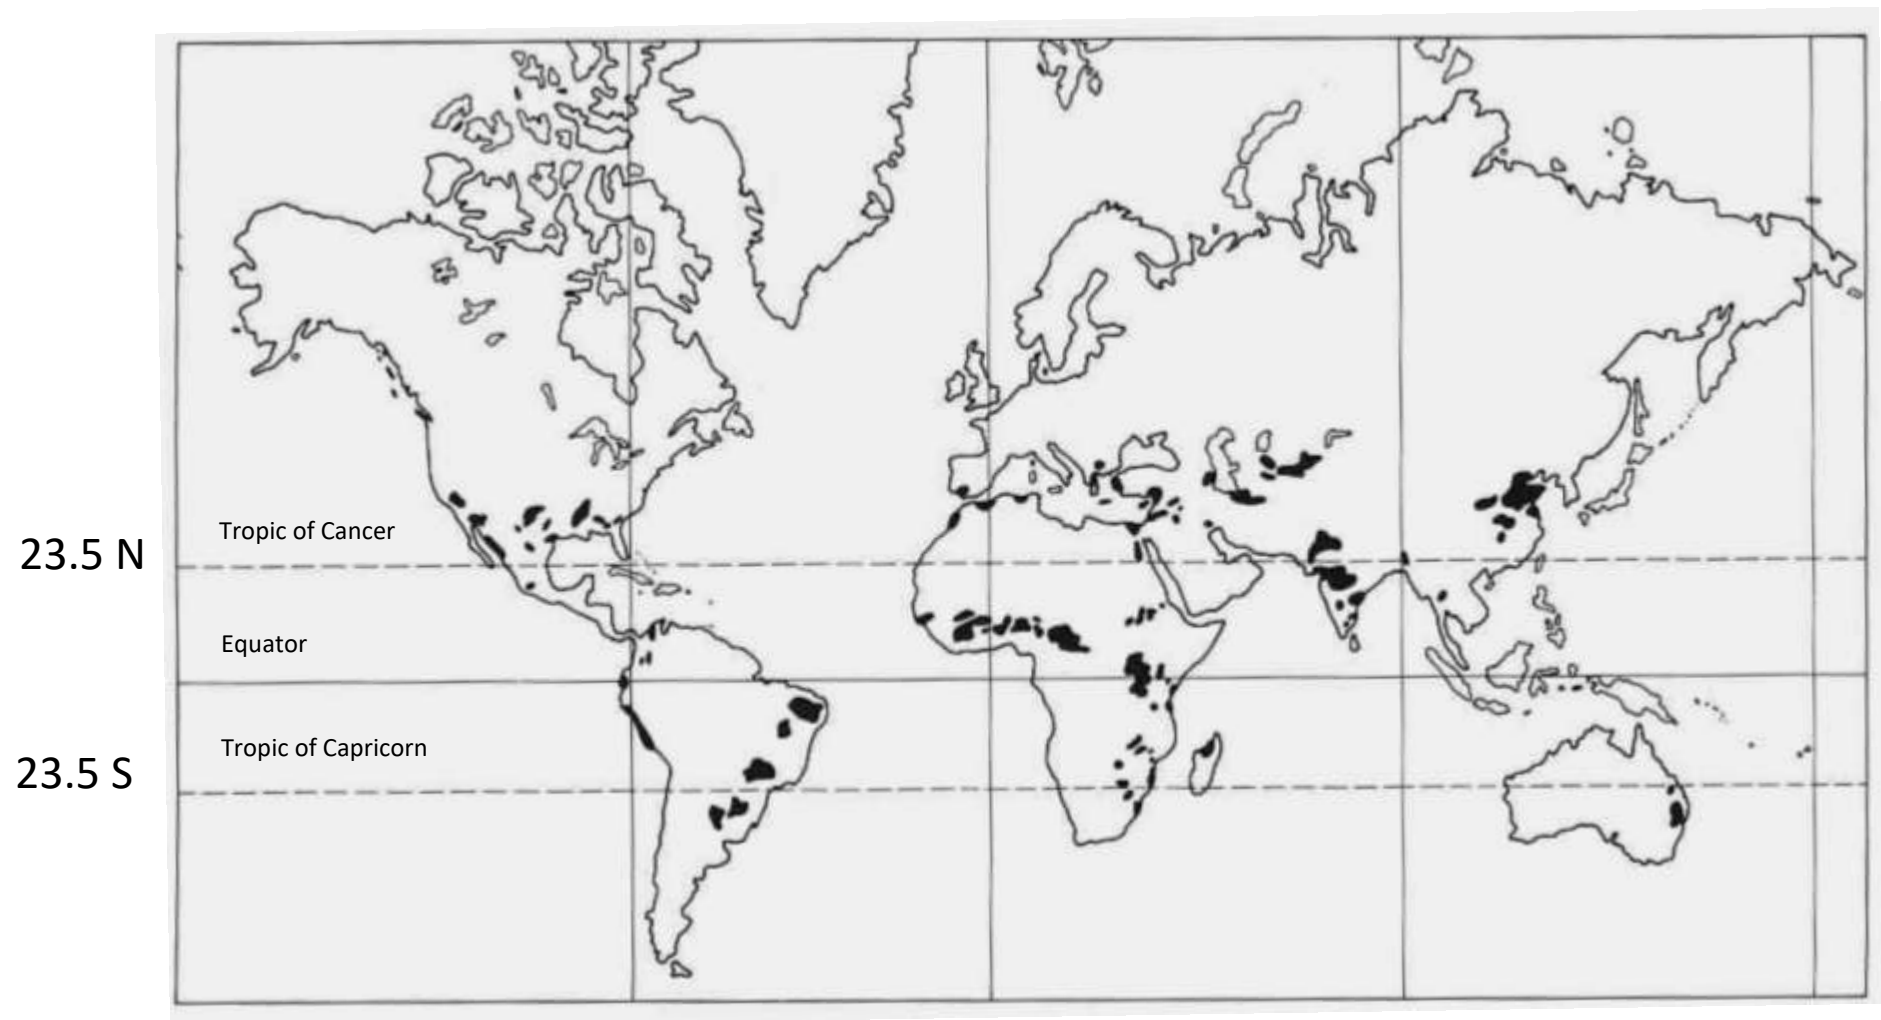 Tropic of Cancer
23.5 N
Equator
Tropic of Capricorn
23.5 S